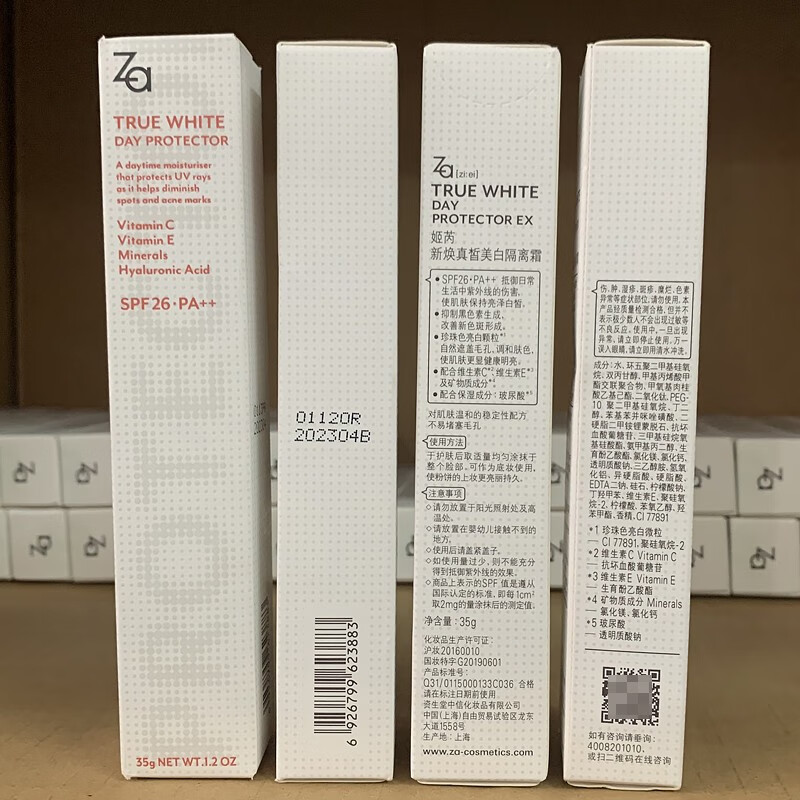 Za
TRUE WHITE
DAY PROTECTOR
A daytime moisturiser
that protects UV rays
as it helps diminish
spots and acne marks
Vitamin C
Vitamin E
Minerals
Hyaluronic Acid
SPF 26·PA++
35g NET WT.1.2 OZ.
01120R
202304B
6 926799 623883
Za [zi:ei]
TRUE WHITE
DAY
PROTECTOR EX
姬芮
新焕真皙美白隔离霜
●SPF26·PA++ 抵御日常
生活中紫外线的伤害,
使肌肤保持亮泽白皙。
●抑制黑色素生成,
改善新色斑形成。
●珍珠色亮白颗粒*1
自然遮盖毛孔,调和肤色,
使肌肤更显健康明亮。
●配合维生素C*2维生素E*3
及矿物质成分*4
●配合保湿成分:玻尿酸*5
对肌肤温和的稳定性配方
不易堵塞毛孔
使用方法
于护肤后取适量均匀涂抹于
整个脸部,可作为底妆使用,
使粉饼的上妆更亮丽持久。
注意事项
◇请勿放置于阳光照射处及高
温处。
◇请放置在婴幼儿接触不到的
地方。
◇使用后请盖紧盖子。
◇如使用量过少,则不能充分
得到抵御紫外线的效果。
◇商品上表示的SPF值是遵从
国际认定的标准,即每1cm²
取2mg的量涂抹后的测定值。
净含量:35g
化妆品生产许可证:
沪妆20160010
国妆特字G20190601
产品标准号:
Q31/0115000133C036 合格
请在标注日期前使用
资生堂中信化妆品有限公司
中国(上海)自由贸易试验区龙东
大道1558号
生产地:上海
www.za-cosmetics.com
伤、肿、湿疹、斑疹、糜烂、色素
异常等症状部位,请勿使用。本
产品经质量检测合格,但并不
表示极少数人不会出现过敏等
不良反应。使用中,一旦出现
异常,请立即停止使用。万一
误入眼睛,请立即用清水冲洗。
成分:水、环五聚二甲基硅氧
烷、双丙甘醇、甲基丙烯酸甲
酯交联聚合物、甲氧基肉桂
酸乙基己酯、二氧化钛、PEG-
10 聚二甲基硅氧烷、丁二
醇、苯基苯并咪唑磺酸、二
硬脂二甲铵锂蒙脱石、抗坏
血酸葡糖苷、三甲基硅烷氧
基硅酸酯、氨甲基丙二醇、生
育酚乙酸酯、氯化镁、氯化钙、
透明质酸钠、三乙醇胺、氢氧
化铝、异硬脂酸、硬脂酸、
EDTA二钠、硅石、柠檬酸钠、
丁羟甲苯、维生素E、聚硅氧
烷-2、柠檬酸、苯氧乙醇、羟
苯甲酯、香精、CI 77891
*1 珍珠色亮白微粒
—CI 77891,聚硅氧烷-2
*2 维生素C Vitamin C
—抗坏血酸葡糖苷
*3 维生素E Vitamin E
—生育酚乙酸酯
*4 矿物质成分 Minerals
—氯化镁、氯化钙
*5 玻尿酸
—透明质酸钠
如有咨询请垂询:
4008201010,
或扫二维码在线咨询
Za
Za
Za
Za
Za
Za